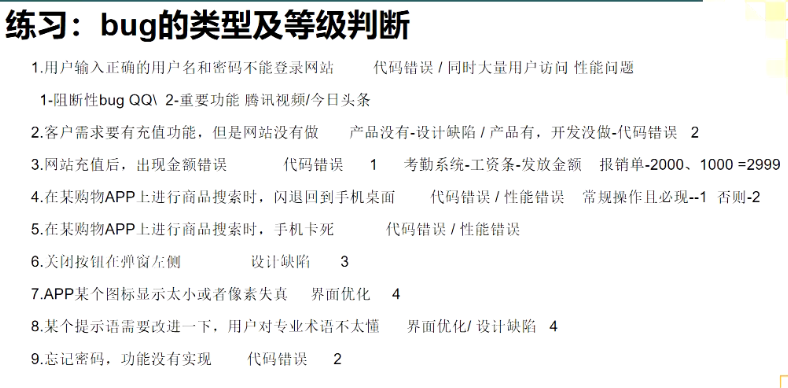 练习：bug的类型及等级判断
1.用户输入正确的用户名和密码不能登录网站 代码错误 / 同时大量用户访问 性能问题
1-阻断性bug QQ\ 2-重要功能 腾讯视频/今日头条
2.客户需求要有充值功能，但是网站没有做 产品没有-设计缺陷 / 产品有，开发没做-代码错误 2
3.网站充值后，出现金额错误 代码错误 1 考勤系统-工资条-发放金额 报销单-2000、1000 =2999
4.在某购物APP上进行商品搜索时，闪退回到手机桌面 代码错误 / 性能错误 常规操作且必现--1 否则-2
5.在某购物APP上进行商品搜索时，手机卡死 代码错误 / 性能错误
6.关闭按钮在弹窗左侧 设计缺陷 3
7.APP某个图标显示太小或者像素失真 界面优化 4
8.某个提示语需要改进一下，用户对专业术语不太懂 界面优化/ 设计缺陷 4
9.忘记密码，功能没有实现 代码错误 2